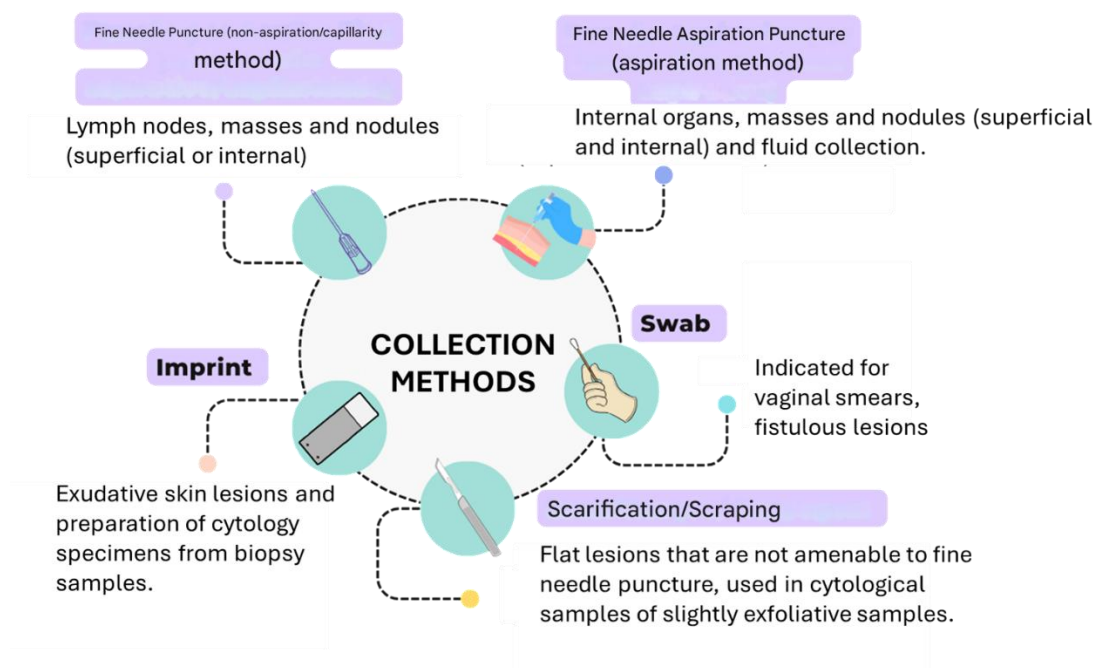 Fine Needle Puncture (non-aspiration/capillarity
method)
Lymph nodes, masses and nodules
(superficial or internal)
Fine Needle Aspiration Puncture
(aspiration method)
Internal organs, masses and nodules (superficial
and internal) and fluid collection.
COLLECTION
METHODS
Swab
Indicated for
vaginal smears,
fistulous lesions
Imprint
Exudative skin lesions and
preparation of cytology
specimens from biopsy
samples.
Scarification/Scraping
Flat lesions that are not amenable to fine
needle puncture, used in cytological
samples of slightly exfoliative samples.